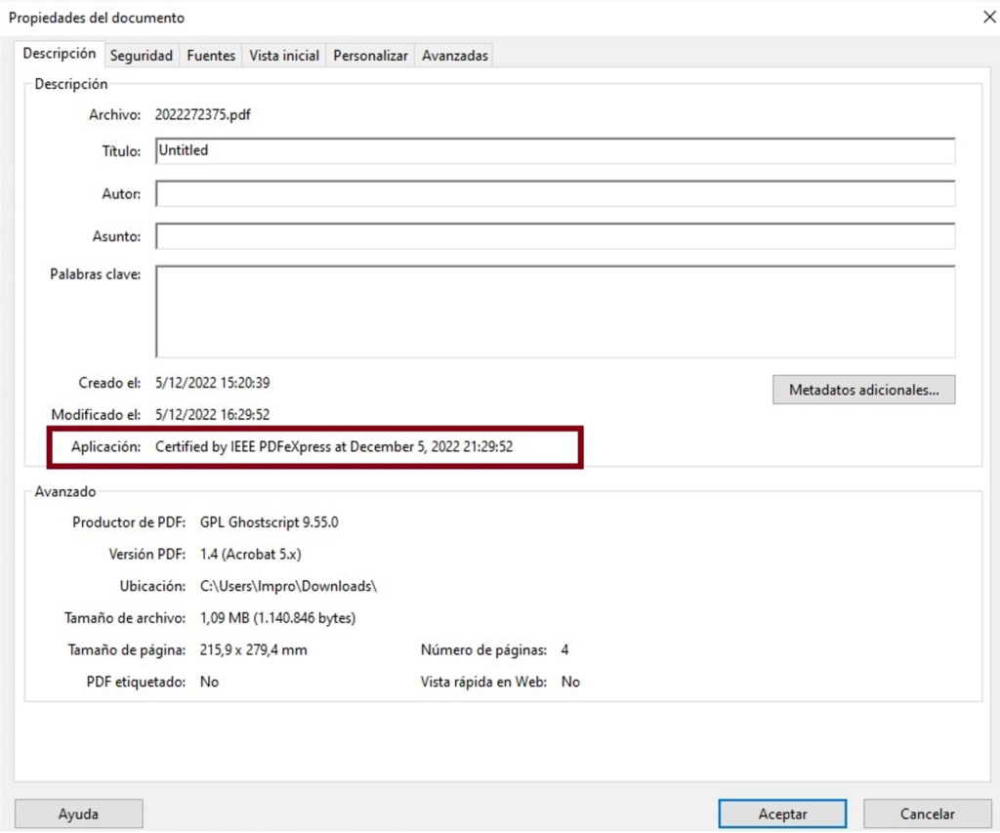 Propiedades del documento
Descripción Seguridad Fuentes Vista inicial Personalizar Avanzadas
Descripción
Archivo: 2022272375.pdf
Título: Untitled
Autor:
Asunto:
Palabras clave:
Creado el: 5/12/2022 15:20:39
Metadatos adicionales...
Modificado el: 5/12/2022 16:29:52
Aplicación: Certified by IEEE PDFeXpress at December 5, 2022 21:29:52
Avanzado
Productor de PDF: GPL Ghostscript 9.55.0
Versión PDF: 1.4 (Acrobat 5.x)
Ubicación: C:\Users\Impro\Downloads\
Tamaño de archivo: 1,09 MB (1.140.846 bytes)
Tamaño de página: 215,9 x 279,4 mm Número de páginas: 4
PDF etiquetado: No Vista rápida en Web: No
Ayuda Aceptar Cancelar